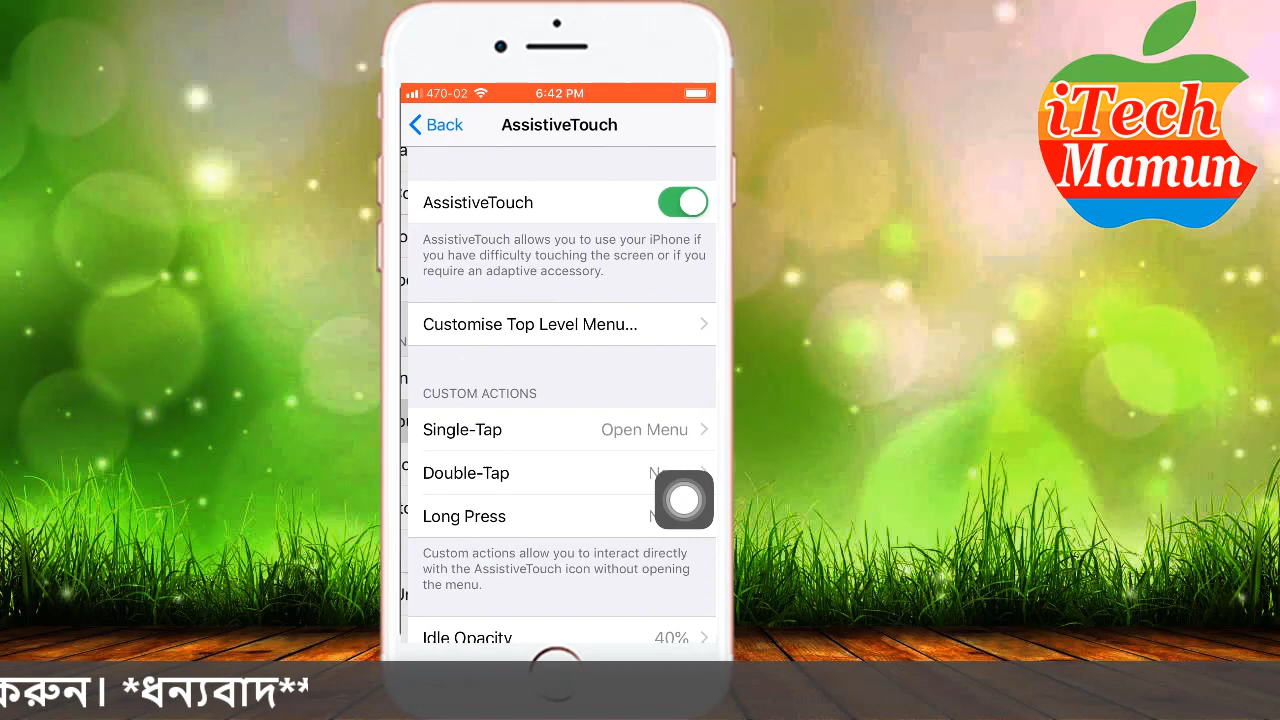 470-02 6:42 PM
Back AssistiveTouch
AssistiveTouch
AssistiveTouch allows you to use your iPhone if
you have difficulty touching the screen or if you
require an adaptive accessory.
Customise Top Level Menu...
CUSTOM ACTIONS
Single-Tap Open Menu
Double-Tap
Long Press
Custom actions allow you to interact directly
with the AssistiveTouch icon without opening
the menu.
Idle Opacity 40%
iTech
Mamun
করুন। *ধন্যবাদ**